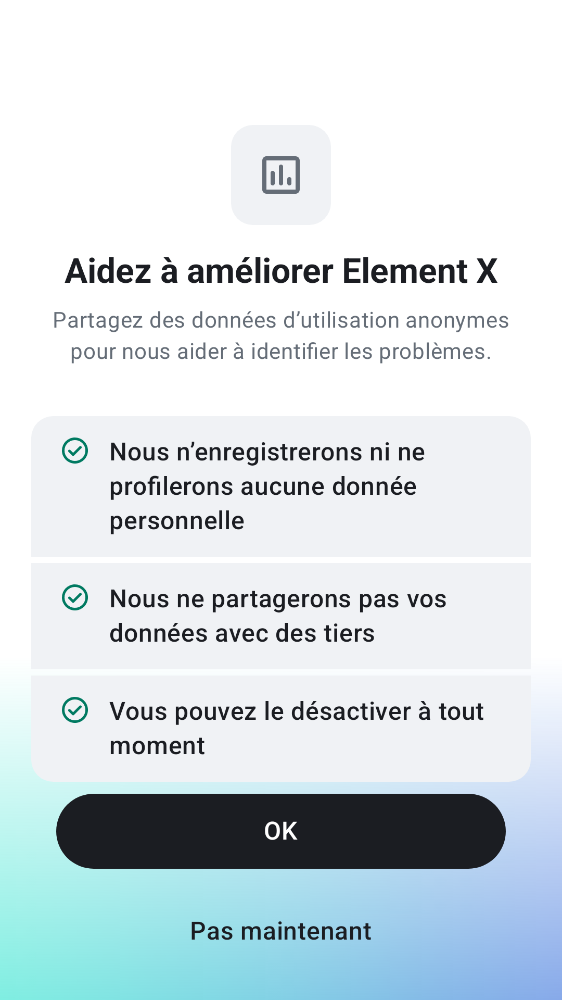 Aidez à améliorer Element X
Partagez des données d’utilisation anonymes
pour nous aider à identifier les problèmes.
Nous n’enregistrerons ni ne
profilerons aucune donnée
personnelle
Nous ne partagerons pas vos
données avec des tiers
Vous pouvez le désactiver à tout
moment
OK
Pas maintenant